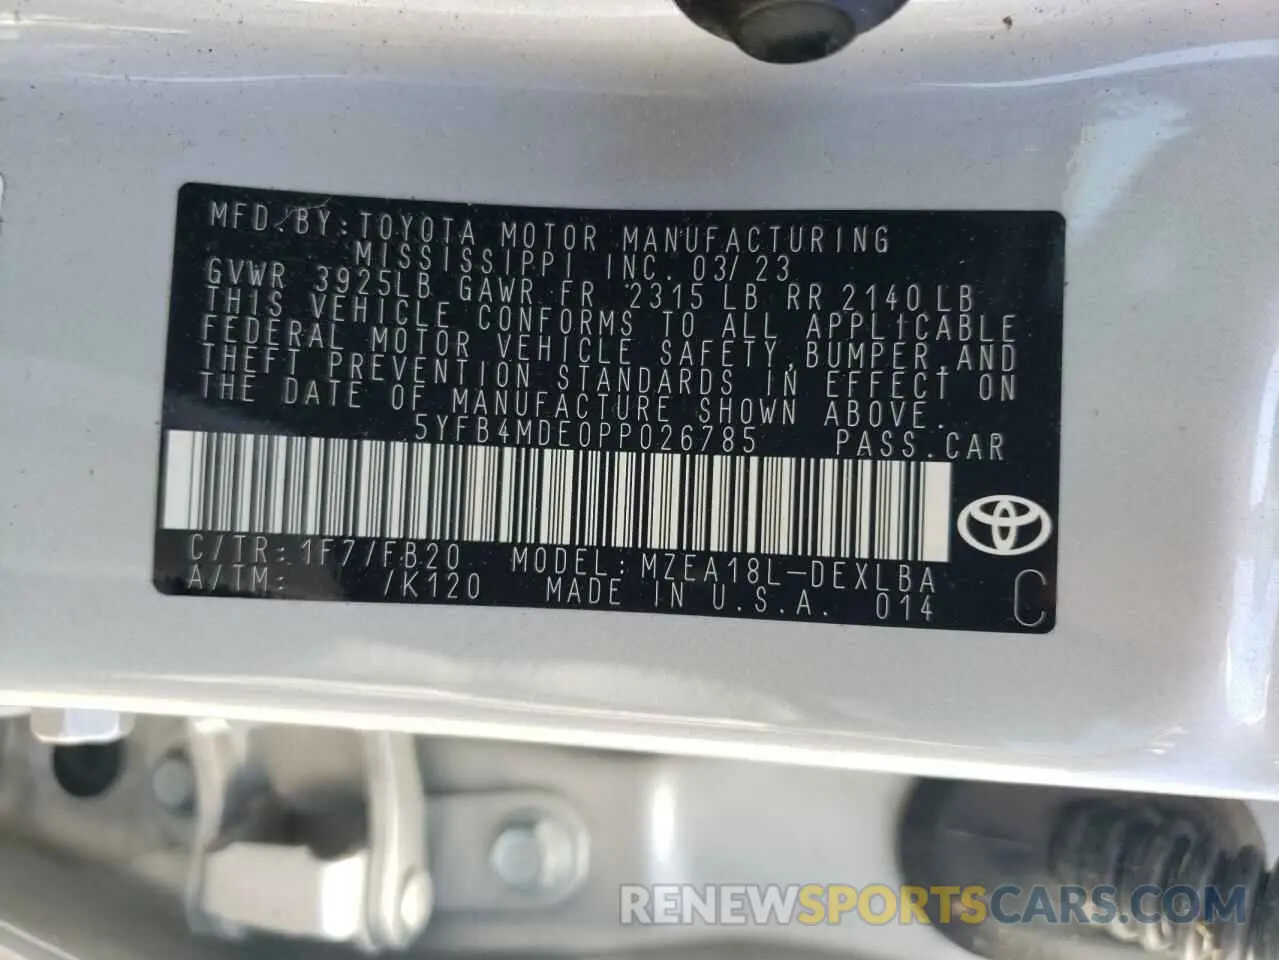 MFD. BY: TOYOTA MOTOR MANUFACTURING
MISSISSIPPI INC. 03/23
GVWR 3925LB GAWR FR 2315 LB RR 2140 LB
THIS VEHICLE CONFORMS TO ALL APPLICABLE
FEDERAL MOTOR VEHICLE SAFETY, BUMPER, AND
THEFT PREVENTION STANDARDS IN EFFECT ON
THE DATE OF MANUFACTURE SHOWN ABOVE.
5YFB4MDE0PP026785 PASS. CAR
C/TR: 1F7/FB20 MODEL: MZEA18L-DEXLBA
A/TM: /K120 MADE IN U.S.A. 014 C
RENEWSPORTSCARS.COM